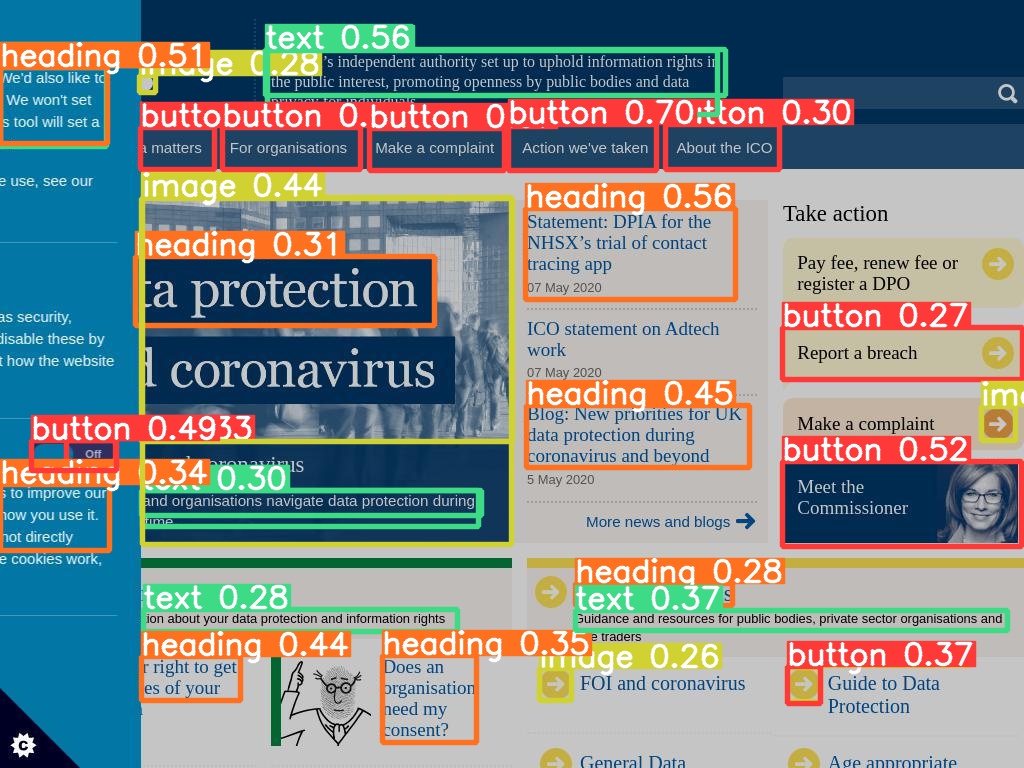 heading 0.51
image 0.28
text 0.56
We'd also like to
We won't set
s tool will set a
's independent authority set up to uphold information rights in
the public interest, promoting openness by public bodies and data
privacy for individuals
button 0.
button 0
button 0.70
0.30
a matters
For organisations
Make a complaint
Action we've taken
About the ICO
e use, see our
image 0.44
heading 0.31
ta protection
d coronavirus
as security,
disable these by
t how the website
heading 0.56
Statement: DPIA for the
NHSX's trial of contact
tracing app
07 May 2020
ICO statement on Adtech
work
07 May 2020
heading 0.45
Blog: New priorities for UK
data protection during
coronavirus and beyond
5 May 2020
More news and blogs
Take action
Pay fee, renew fee or
register a DPO
button 0.27
Report a breach
Make a complaint
button 0.52
Meet the
Commissioner
button 0.4933
Off
heading 0.34
s to improve our
how you use it.
not directly
e cookies work,
coronavirus
0.30
and organisations navigate data protection during
time
text 0.28
tion about your data protection and information rights
heading 0.44
r right to get
es of your
heading 0.35
Does an
organisation
need my
consent?
heading 0.28
text 0.37
Guidance and resources for public bodies, private sector organisations and
e traders
image 0.26
FOI and coronavirus
button 0.37
Guide to Data
Protection
General Data
Age appropriate